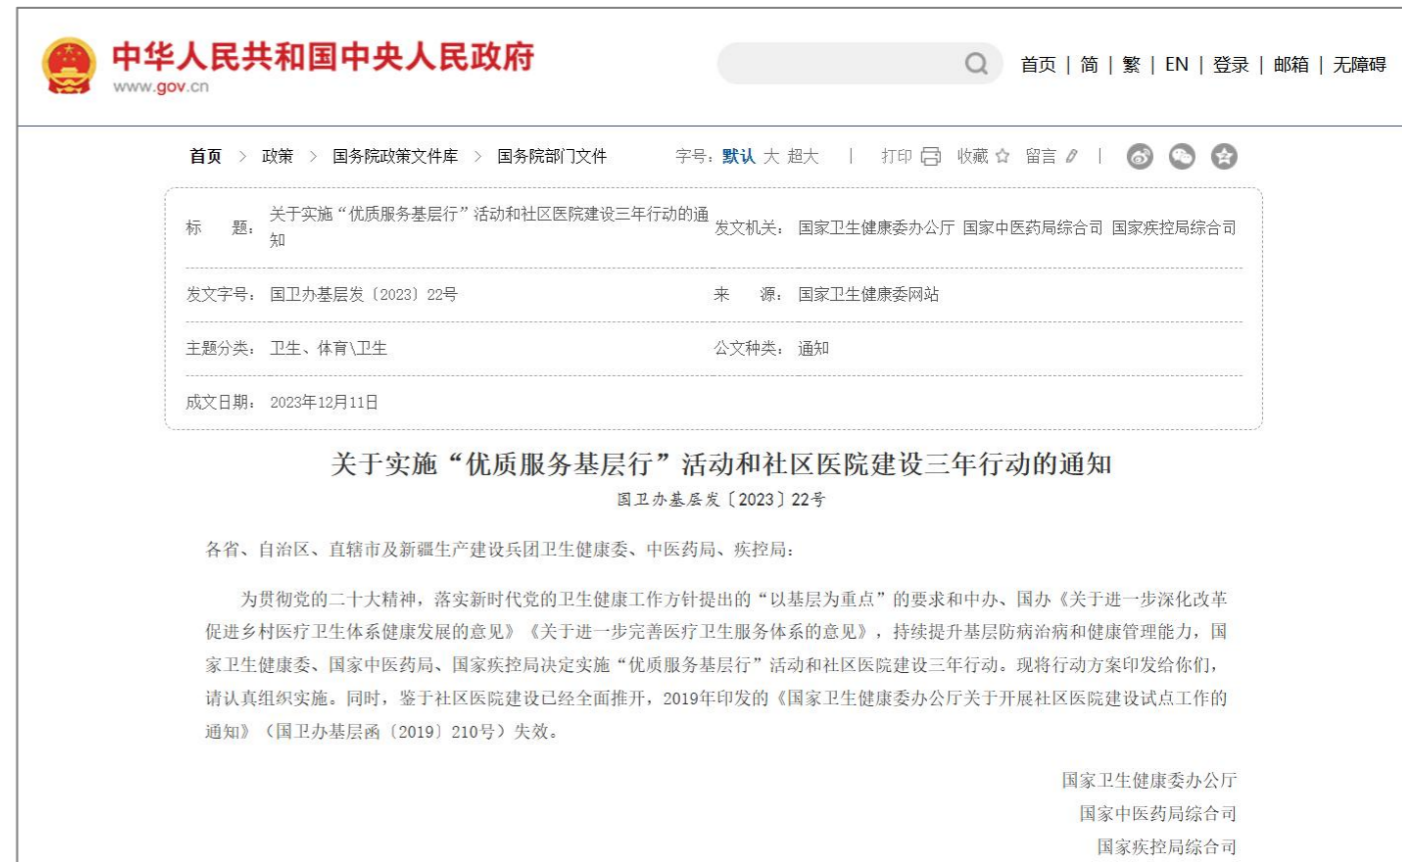 中华人民共和国中央人民政府
www.gov.cn
首页 | 简 | 繁 | EN | 登录 | 邮箱 | 无障碍
首页 > 政策 > 国务院政策文件库 > 国务院部门文件
字号：默认 大 超大 | 打印 收藏 留言 |
标 题： 关于实施“优质服务基层行”活动和社区医院建设三年行动的通
知
发文机关： 国家卫生健康委办公厅 国家中医药局综合司 国家疾控局综合司
发文字号： 国卫办基层发〔2023〕22号
来 源： 国家卫生健康委网站
主题分类： 卫生、体育\卫生
公文种类： 通知
成文日期： 2023年12月11日
关于实施“优质服务基层行”活动和社区医院建设三年行动的通知
国卫办基层发〔2023〕22号
各省、自治区、直辖市及新疆生产建设兵团卫生健康委、中医药局、疾控局：
为贯彻党的二十大精神，落实新时代党的卫生健康工作方针提出的“以基层为重点”的要求和中办、国办《关于进一步深化改革
促进乡村医疗卫生体系健康发展的意见》《关于进一步完善医疗卫生服务体系的意见》，持续提升基层防病治病和健康管理能力，国
家卫生健康委、国家中医药局、国家疾控局决定实施“优质服务基层行”活动和社区医院建设三年行动。现将行动方案印发给你们，
请认真组织实施。同时，鉴于社区医院建设已经全面推开，2019年印发的《国家卫生健康委办公厅关于开展社区医院建设试点工作的
通知》（国卫办基层函〔2019〕210号）失效。
国家卫生健康委办公厅
国家中医药局综合司
国家疾控局综合司